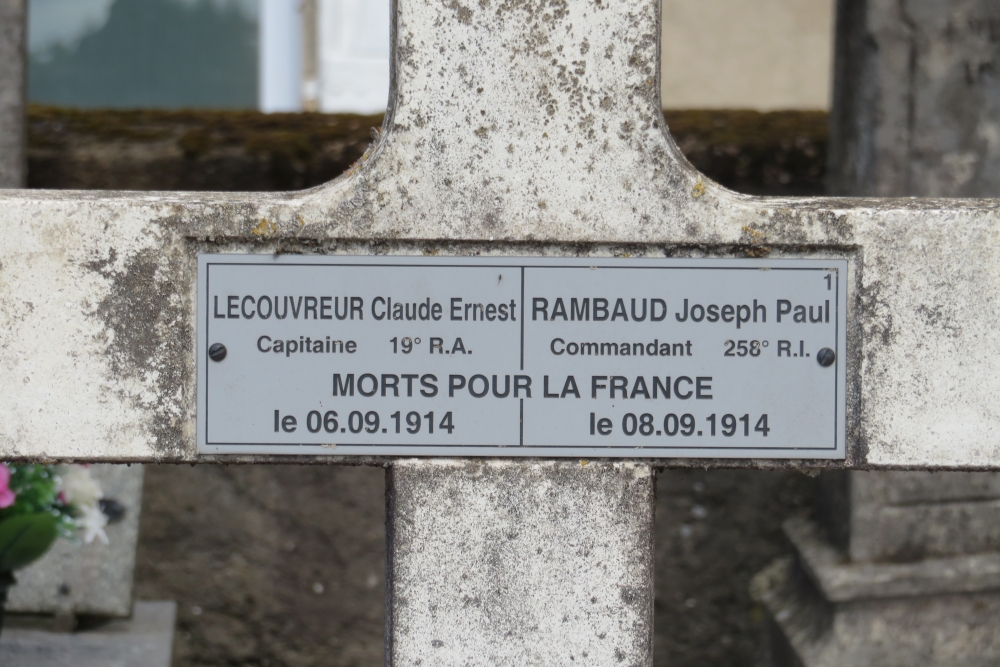 1
LECOUVREUR Claude Ernest RAMBAUD Joseph Paul
Capitaine 19° R.A. Commandant 258° R.I.
MORTS POUR LA FRANCE
le 06.09.1914 le 08.09.1914